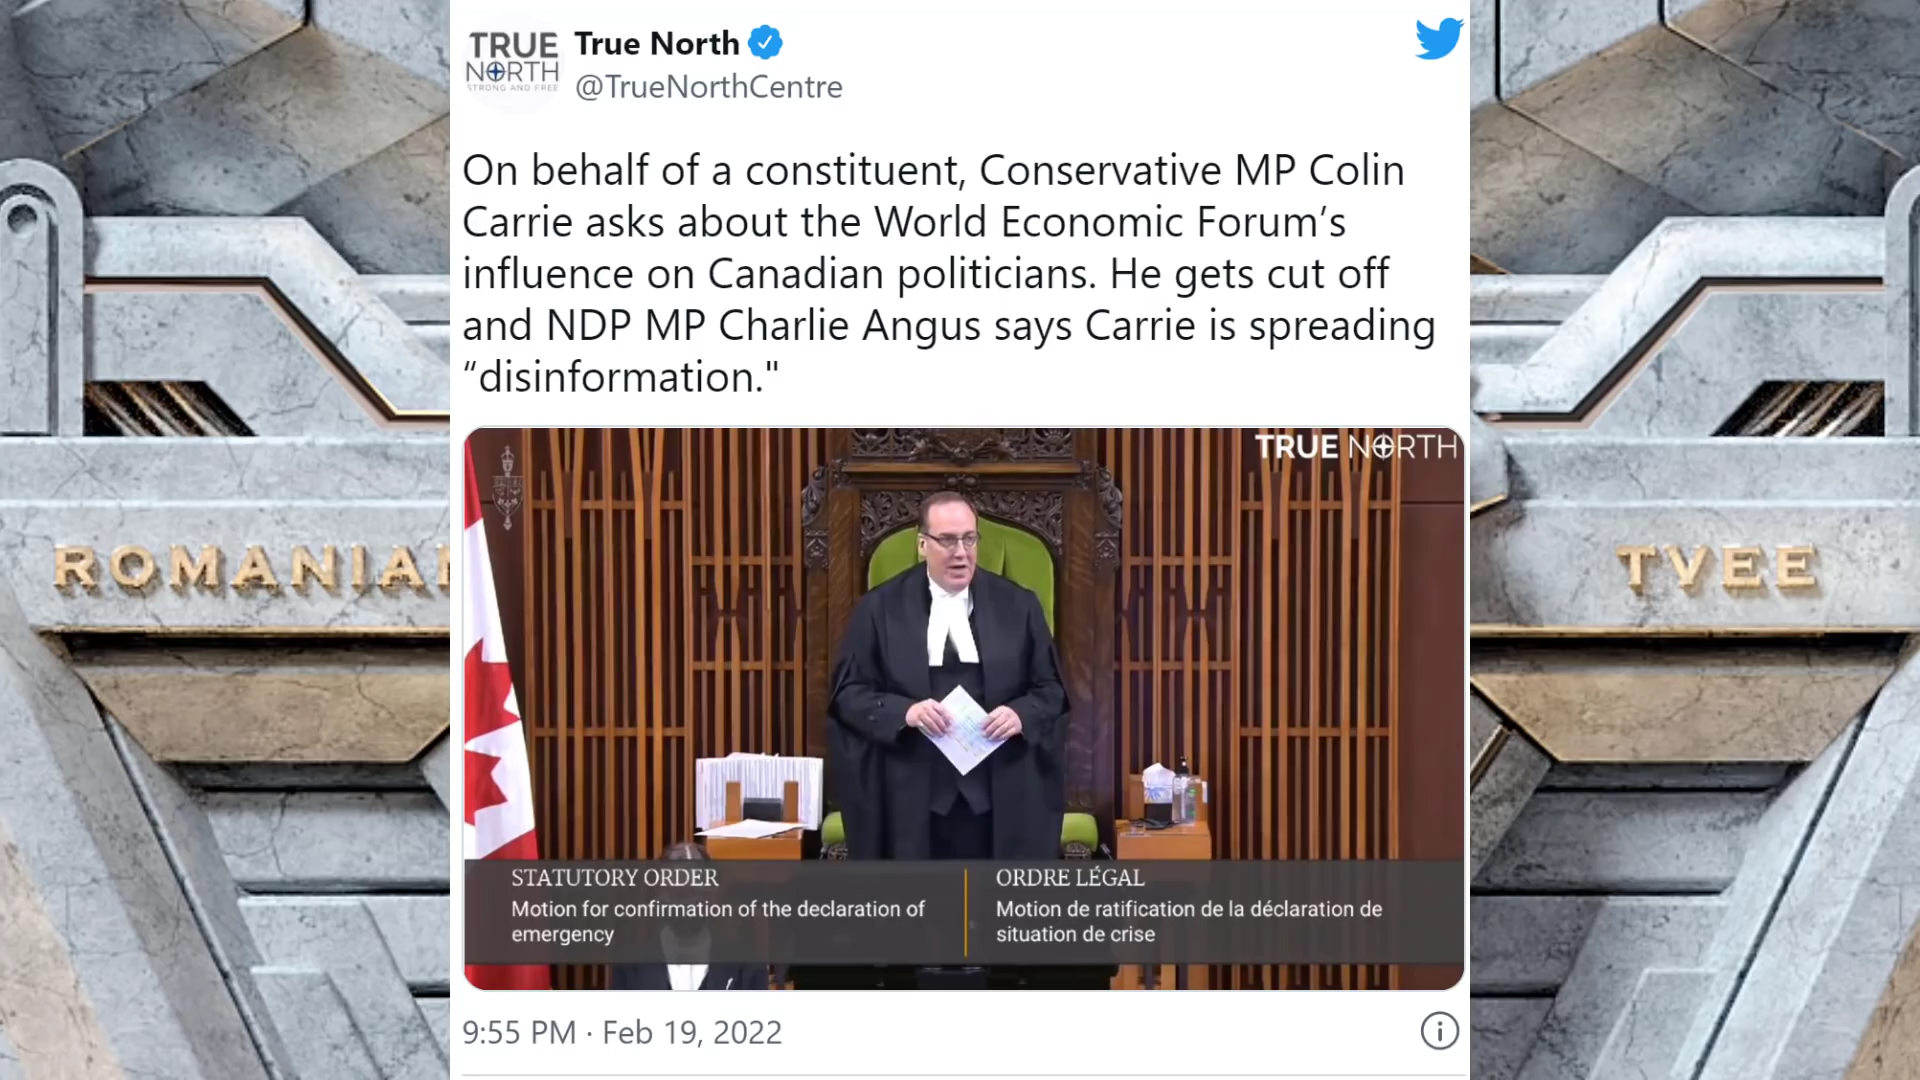 TRUE
NORTH
STRONG AND FREE
True North
@TrueNorthCentre
On behalf of a constituent, Conservative MP Colin
Carrie asks about the World Economic Forum’s
influence on Canadian politicians. He gets cut off
and NDP MP Charlie Angus says Carrie is spreading
“disinformation."
TRUE NORTH
ROMANIAN
TVEE
STATUTORY ORDER
Motion for confirmation of the declaration of
emergency
ORDRE LÉGAL
Motion de ratification de la déclaration de
situation de crise
9:55 PM · Feb 19, 2022